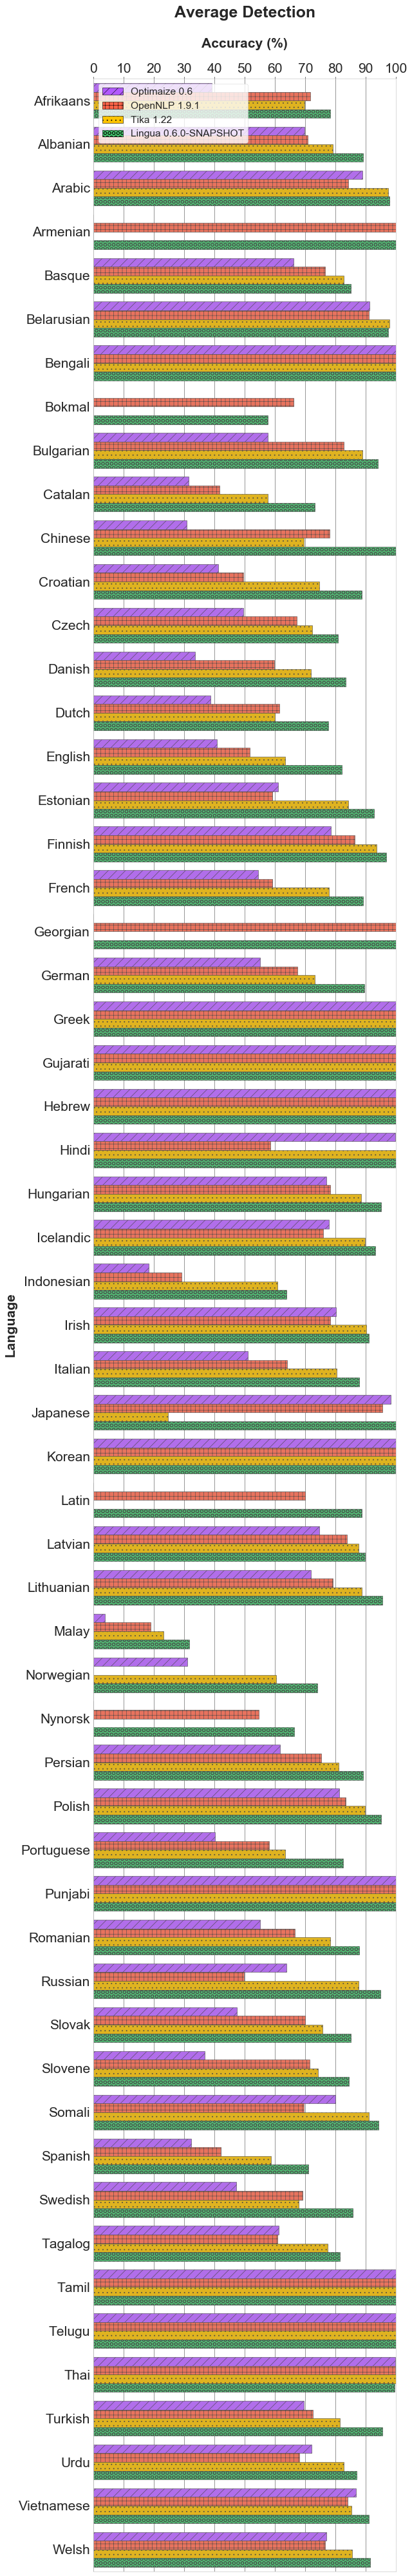 Average Detection
Accuracy (%)
0 10 20 30 40 50 60 70 80 90 100
Optimaize 0.6
OpenNLP 1.9.1
Tika 1.22
Lingua 0.6.0-SNAPSHOT
Language
Afrikaans
Albanian
Arabic
Armenian
Basque
Belarusian
Bengali
Bokmal
Bulgarian
Catalan
Chinese
Croatian
Czech
Danish
Dutch
English
Estonian
Finnish
French
Georgian
German
Greek
Gujarati
Hebrew
Hindi
Hungarian
Icelandic
Indonesian
Irish
Italian
Japanese
Korean
Latin
Latvian
Lithuanian
Malay
Norwegian
Nynorsk
Persian
Polish
Portuguese
Punjabi
Romanian
Russian
Slovak
Slovene
Somali
Spanish
Swedish
Tagalog
Tamil
Telugu
Thai
Turkish
Urdu
Vietnamese
Welsh